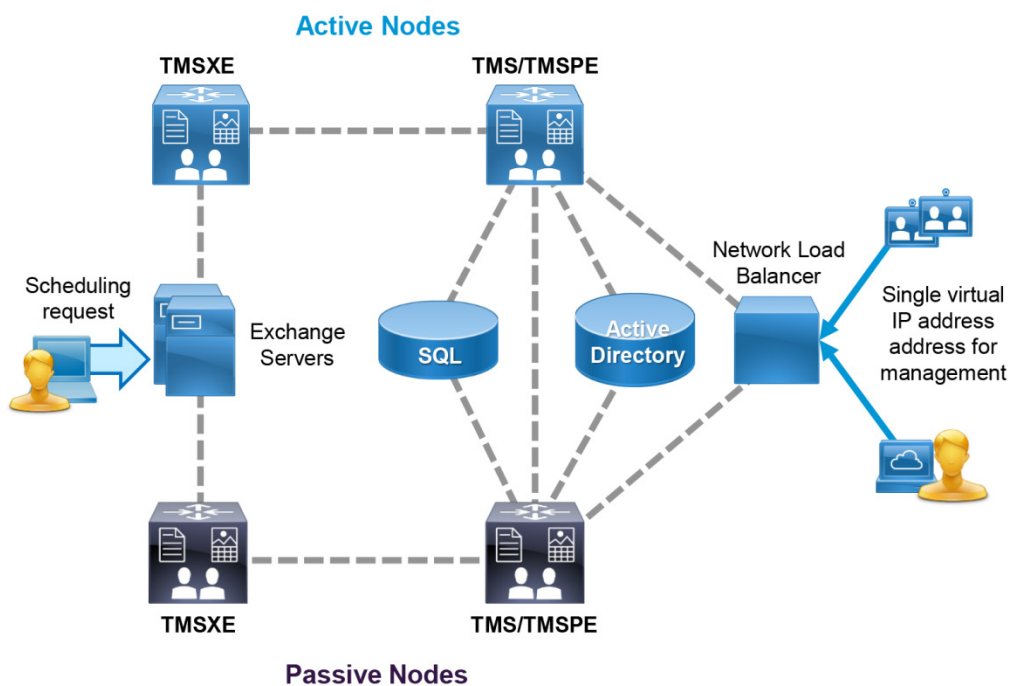 Active Nodes
TMSXE
TMS/TMSPE
Network Load
Balancer
Scheduling
request
Exchange
Servers
SQL
Active
Directory
Single virtual
IP address
address for
management
TMSXE
TMS/TMSPE
Passive Nodes